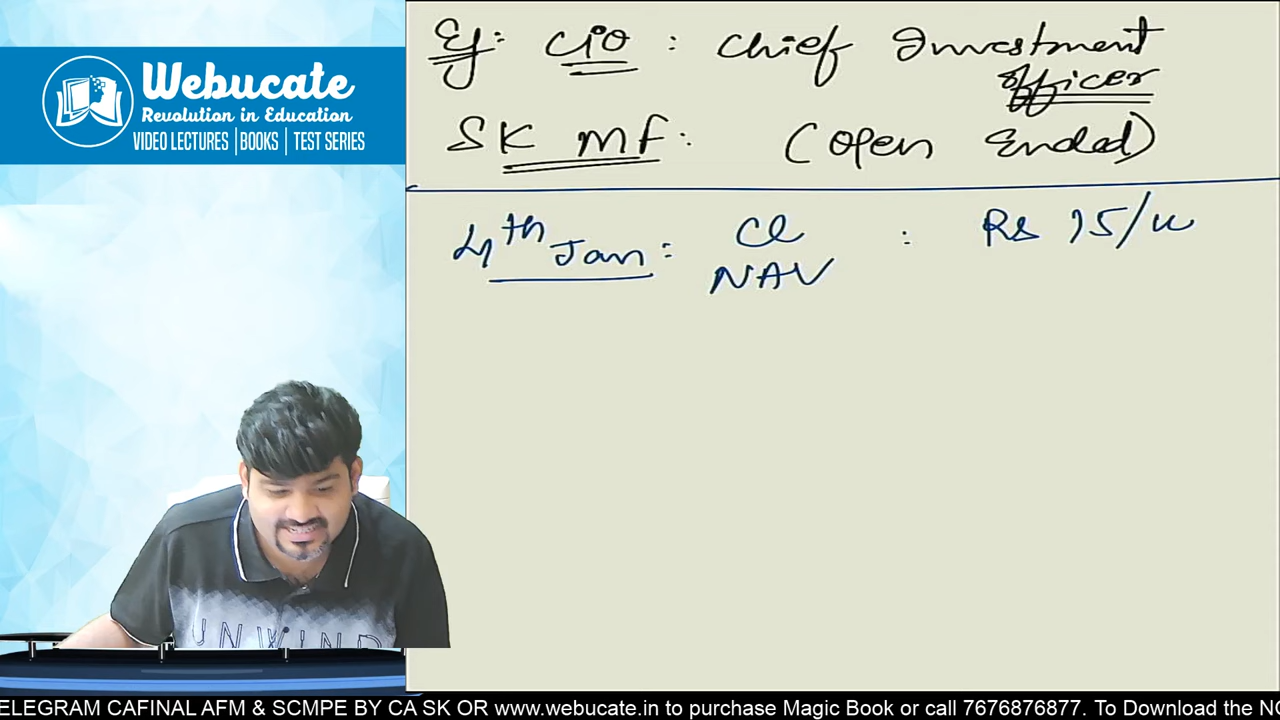 Webucate
Revolution in Education
VIDEO LECTURES | BOOKS | TEST SERIES
Eg: CIO : Chief Investment
Officer
SK MF: (Open Ended)
4th Jan: Cl : Rs 15/u
NAV
UNWIND
ELEGRAM CAFINAL AFM & SCMPE BY CA SK OR www.webucate.in to purchase Magic Book or call 7676876877. To Download the NO